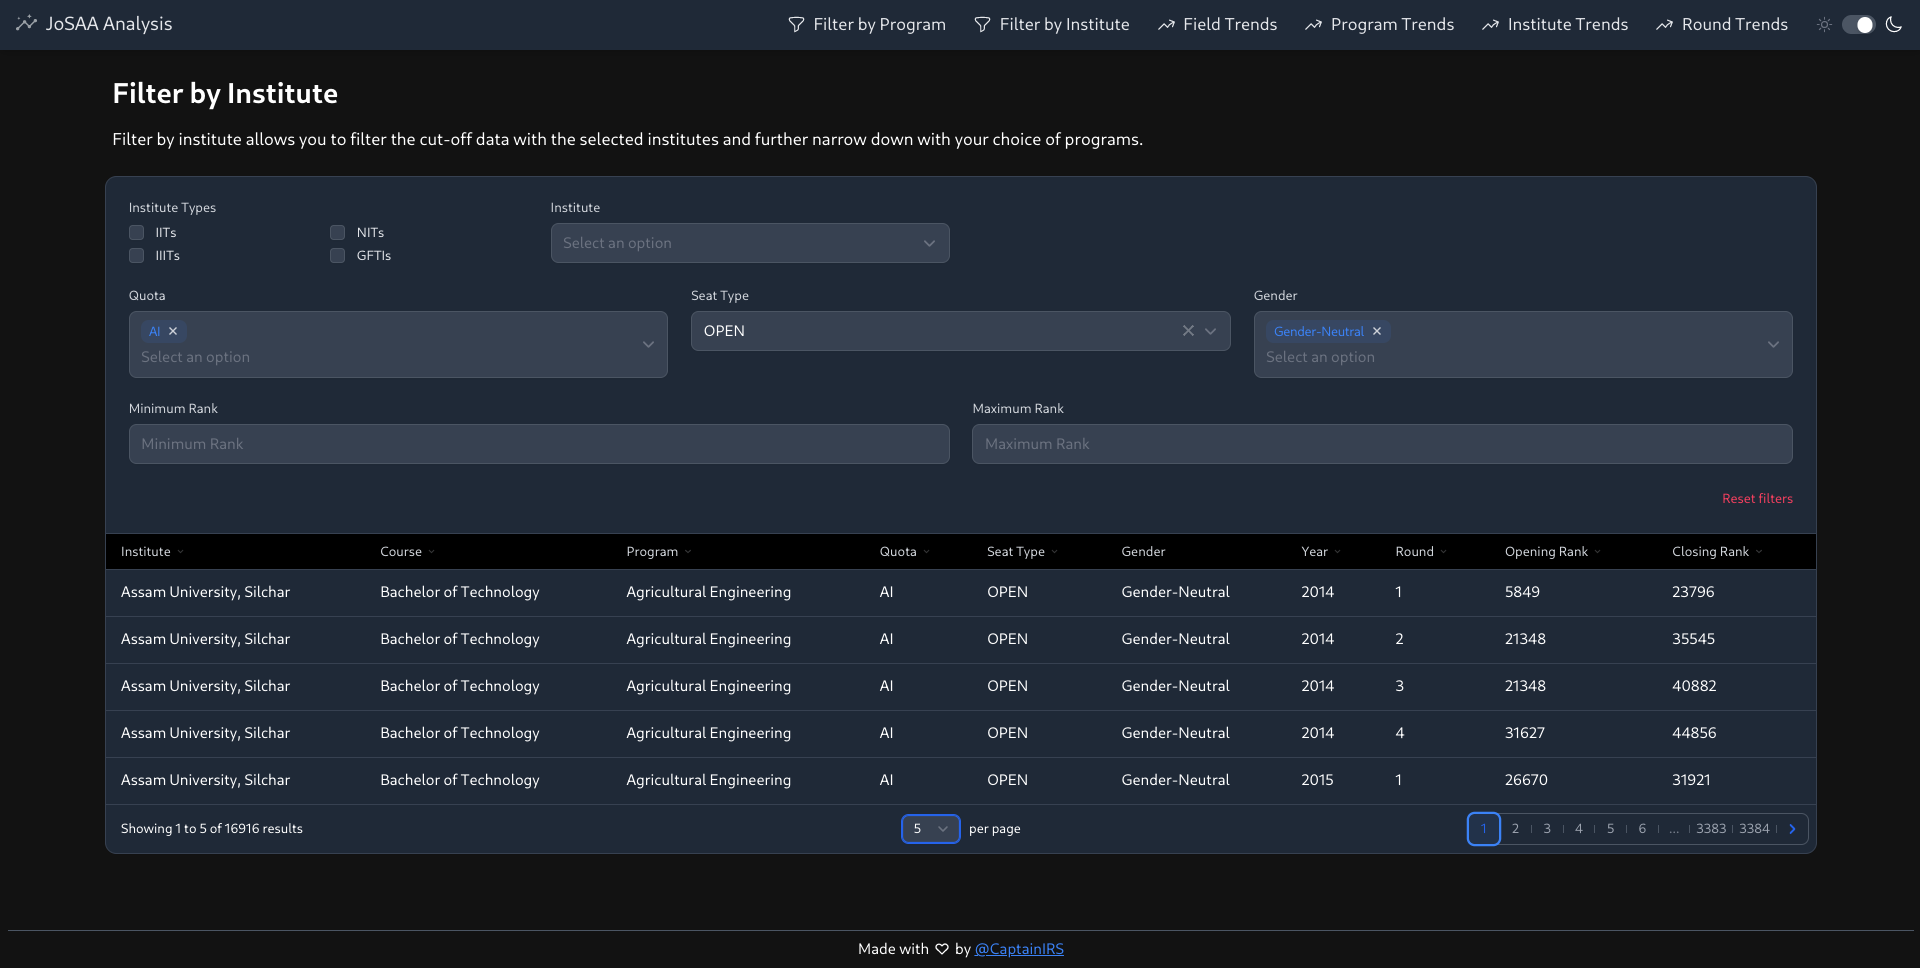 JoSAA Analysis Filter by Program Filter by Institute Field Trends Program Trends Institute Trends Round Trends
Filter by Institute
Filter by institute allows you to filter the cut-off data with the selected institutes and further narrow down with your choice of programs.
Institute Types Institute
IITs NITs
Select an option
IIITs GFTIs
Quota Seat Type Gender
AI OPEN Gender-Neutral
Select an option Select an option
Minimum Rank Maximum Rank
Minimum Rank Maximum Rank
Reset filters
Institute Course Program Quota Seat Type Gender Year Round Opening Rank Closing Rank
Assam University, Silchar Bachelor of Technology Agricultural Engineering AI OPEN Gender-Neutral 2014 1 5849 23796
Assam University, Silchar Bachelor of Technology Agricultural Engineering AI OPEN Gender-Neutral 2014 2 21348 35545
Assam University, Silchar Bachelor of Technology Agricultural Engineering AI OPEN Gender-Neutral 2014 3 21348 40882
Assam University, Silchar Bachelor of Technology Agricultural Engineering AI OPEN Gender-Neutral 2014 4 31627 44856
Assam University, Silchar Bachelor of Technology Agricultural Engineering AI OPEN Gender-Neutral 2015 1 26670 31921
Showing 1 to 5 of 16916 results 5 per page 1 2 3 4 5 6 ... 3383 3384
Made with ♡ by @CaptainIRS